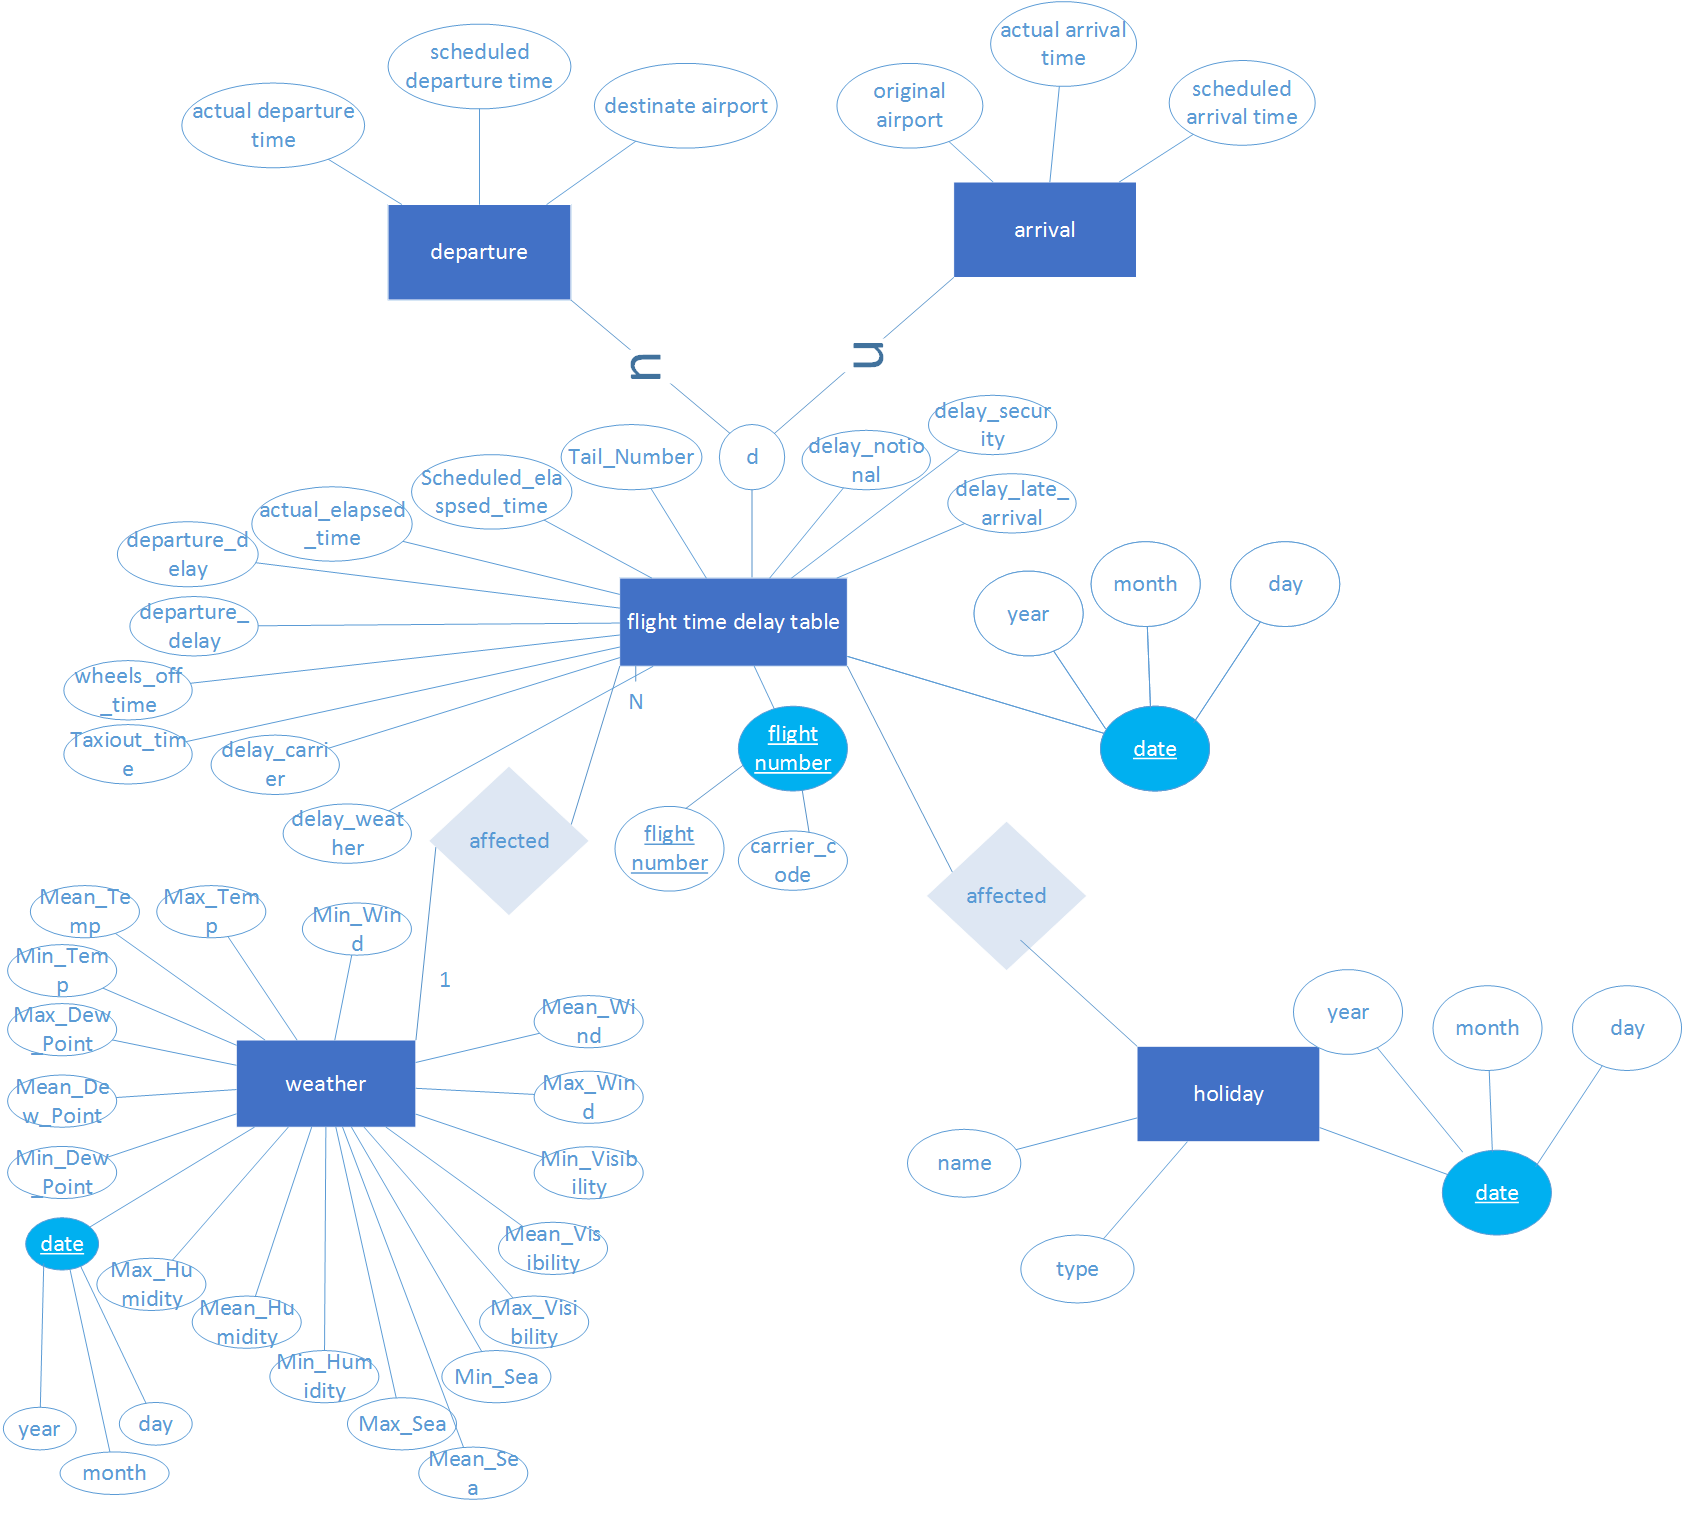 actual arrival
time
scheduled
departure time
original
airport
scheduled
arrival time
destinate airport
actual departure
time
departure
arrival
n
n
d
delay_secur
ity
delay_notio
nal
Tail_Number
Scheduled_ela
spsed_time
delay_late_
arrival
actual_elapsed
_time
departure_d
elay
departure_
delay
wheels_off
_time
Taxiout_tim
e
delay_carri
er
delay_weat
her
flight time delay table
N
flight
number
flight
number
carrier_c
ode
year
month
day
date
affected
affected
1
Mean_Te
mp
Max_Tem
p
Min_Win
d
Min_Tem
p
Max_Dew
_Point
Mean_De
w_Point
Min_Dew
_Point
weather
Mean_Wi
nd
Max_Win
d
Min_Visib
ility
Mean_Vis
ibility
Max_Visi
bility
Min_Sea
Mean_Se
a
Max_Sea
Min_Hum
idity
Mean_Hu
midity
Max_Hu
midity
date
year
month
day
holiday
name
type
year
month
day
date